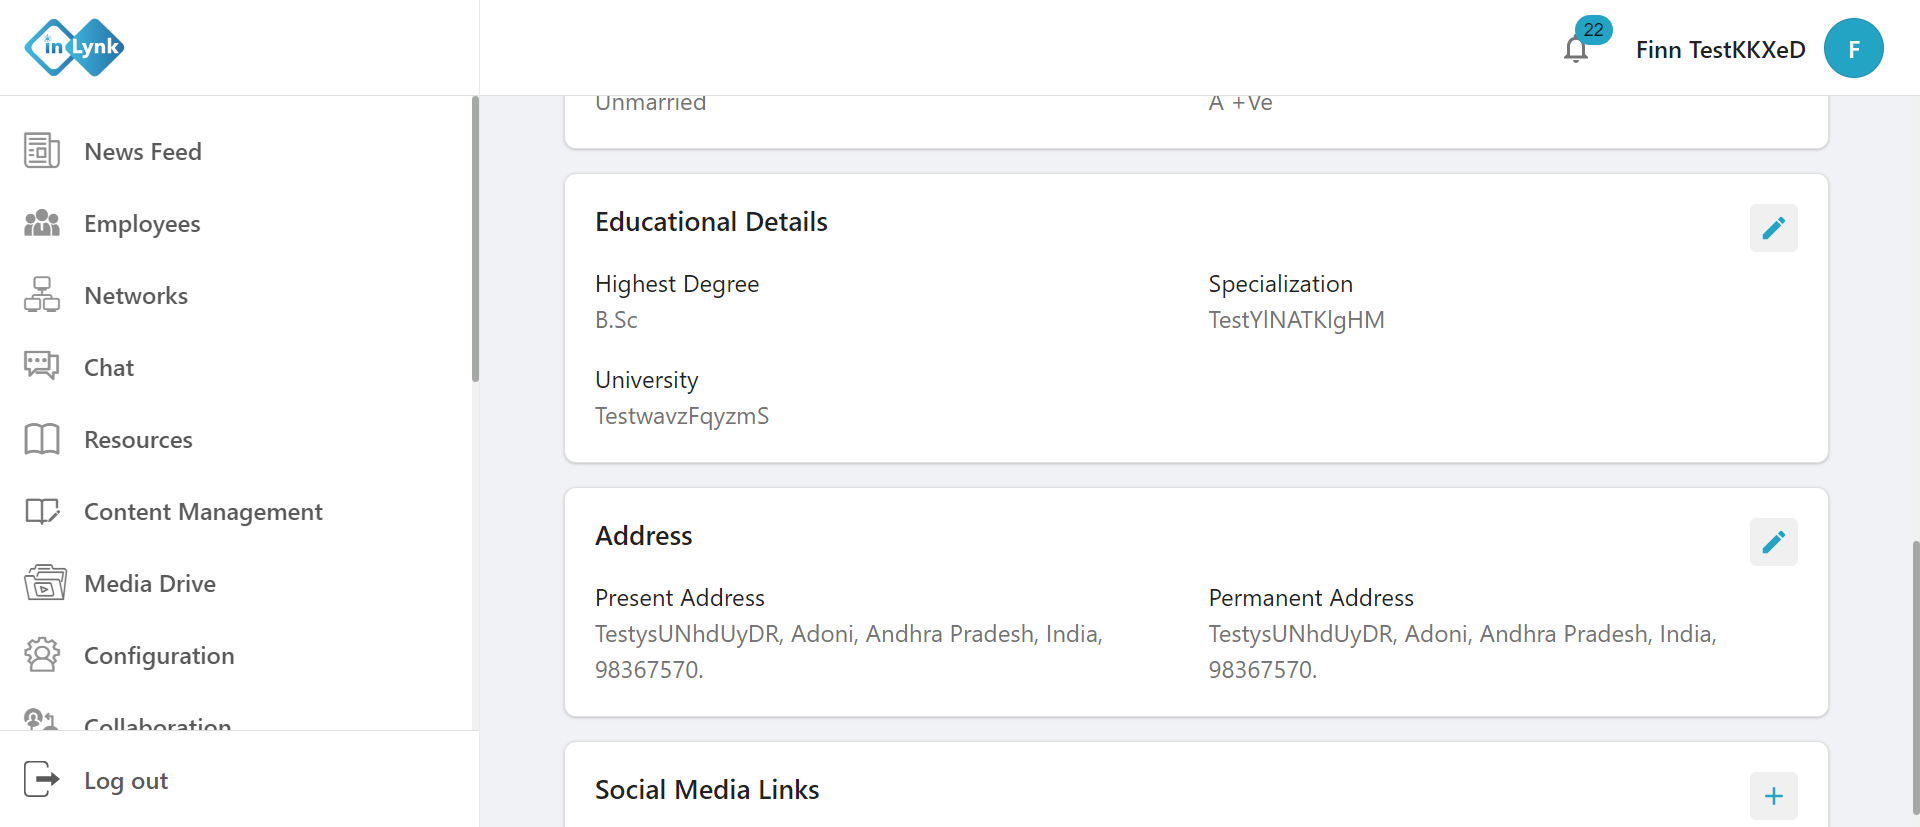 inLynk
22
Finn TestKKXeD
F
News Feed
Employees
Networks
Chat
Resources
Content Management
Media Drive
Configuration
Collaboration
Log out
Unmarried
A +Ve
Educational Details
Highest Degree
Specialization
B.Sc
TestYlNATKlgHM
University
TestwavzFqyzmS
Address
Present Address
Permanent Address
TestysUNhdUyDR, Adoni, Andhra Pradesh, India,
98367570.
TestysUNhdUyDR, Adoni, Andhra Pradesh, India,
98367570.
Social Media Links